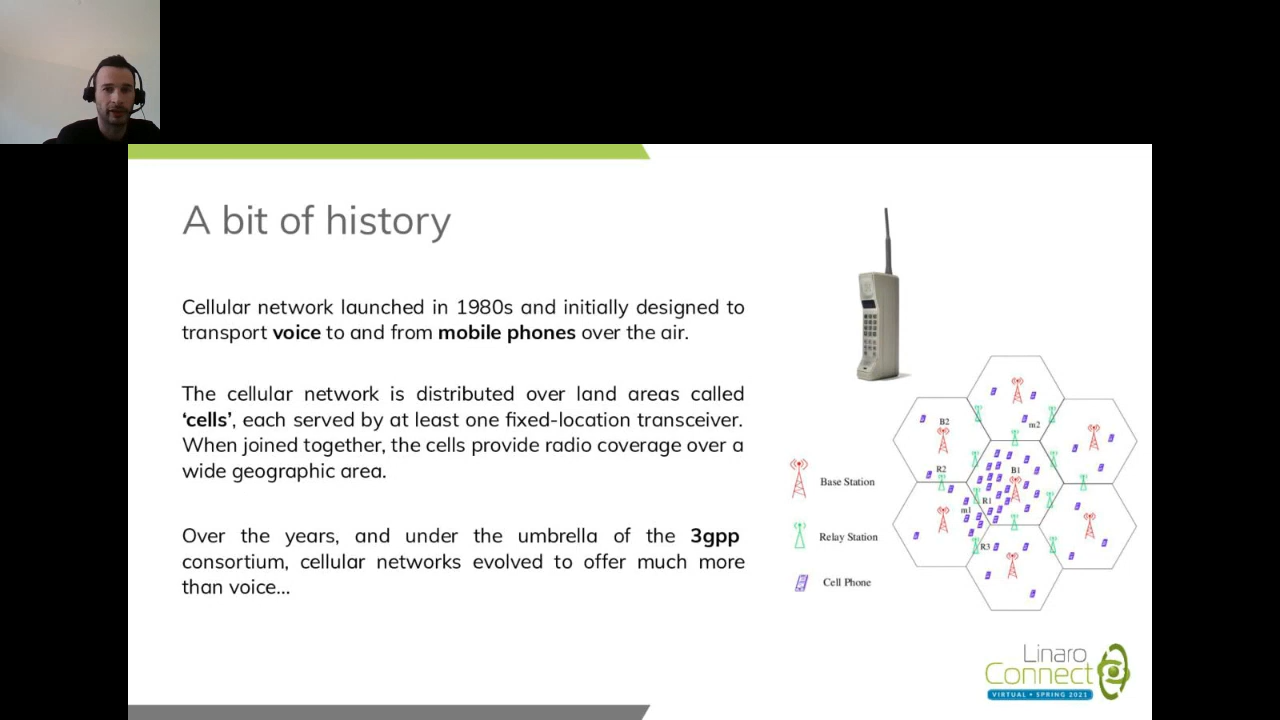 A bit of history
Cellular network launched in 1980s and initially designed to
transport voice to and from mobile phones over the air.
The cellular network is distributed over land areas called
‘cells’, each served by at least one fixed-location transceiver.
When joined together, the cells provide radio coverage over a
wide geographic area.
Over the years, and under the umbrella of the 3gpp
consortium, cellular networks evolved to offer much more
than voice...
Base Station
Relay Station
Cell Phone
B2
m2
R2
B1
R1
m1
R3
Linaro
Connect
VIRTUAL • SPRING 2021